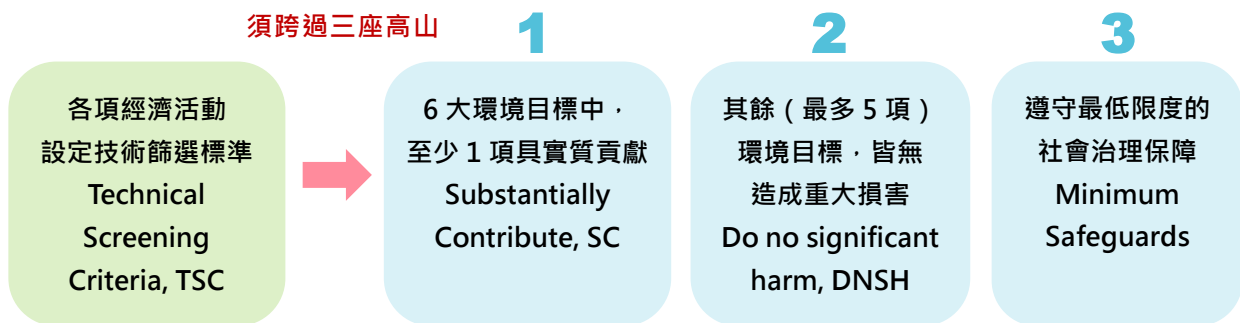 須跨過三座高山
1
2
3
各項經濟活動
設定技術篩選標準
Technical
Screening
Criteria, TSC
6 大環境目標中，
至少 1 項具實質貢獻
Substantially
Contribute, SC
其餘（最多 5 項）
環境目標，皆無
造成重大損害
Do no significant
harm, DNSH
遵守最低限度的
社會治理保障
Minimum
Safeguards